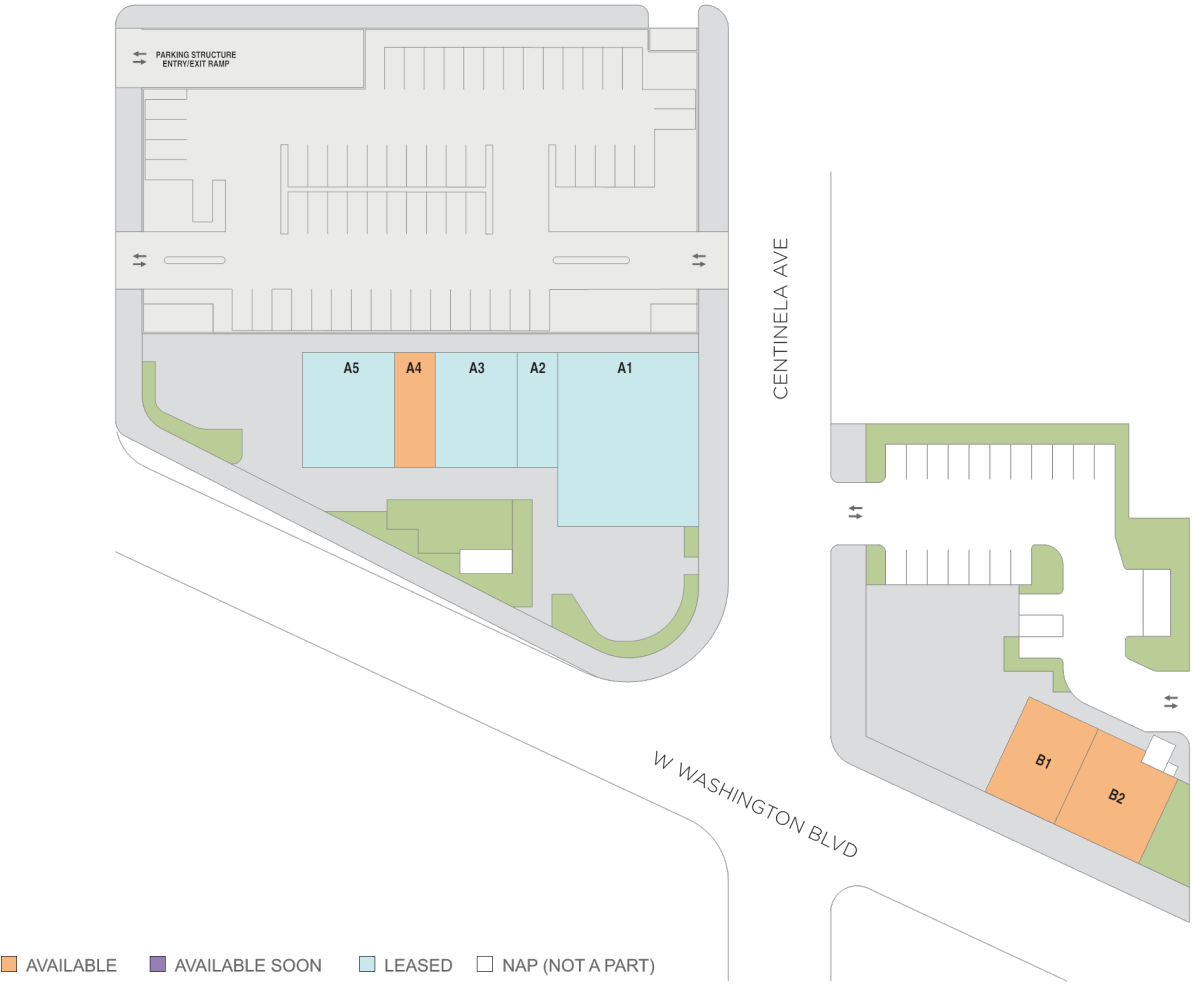 PARKING STRUCTURE
ENTRY/EXIT RAMP
CENTINELA AVE
A5
A4
A3
A2
A1
B1
B2
W WASHINGTON BLVD
AVAILABLE
AVAILABLE SOON
LEASED
NAP (NOT A PART)